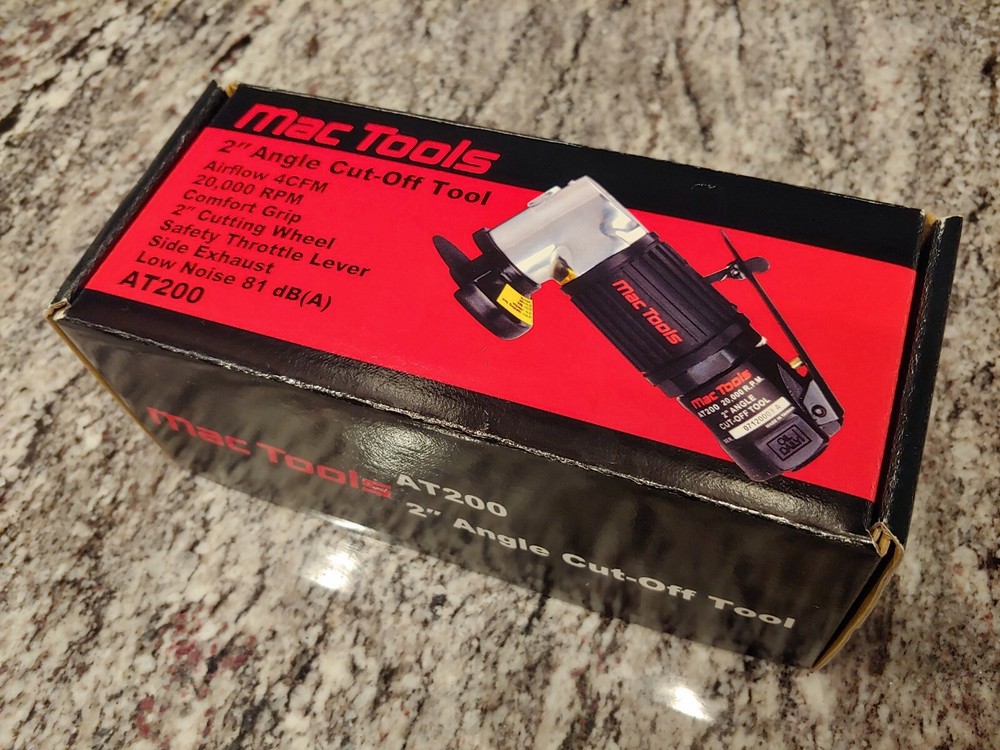 Mac Tools
2" Angle Cut-Off Tool
Airflow 4CFM
20,000 RPM
Comfort Grip
2" Cutting Wheel
Safety Throttle Lever
Side Exhaust
Low Noise 81 dB(A)
AT200
Mac Tools
Mac Tools
AT200 20,000 R.P.M.
2" ANGLE
CUT-OFF TOOL
OIL
DAILY
Mac Tools
AT200
2" Angle Cut-Off Tool